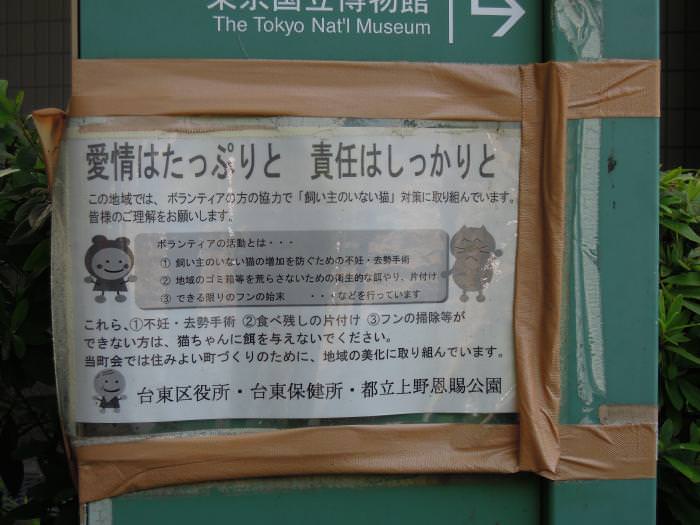 東京国立博物館
The Tokyo Nat'l Museum
愛情はたっぷりと 責任はしっかりと
この地域では、ボランティアの方の協力で「飼い主のいない猫」対策に取り組んでいます。
皆様のご理解をお願いします。
ボランティアの活動とは・・・
① 飼い主のいない猫の増加を防ぐための不妊・去勢手術
② 地域のゴミ箱等を荒らさないための衛生的な餌やり、片付け
③ できる限りのフンの始末 ・・・などを行っています
これら、①不妊・去勢手術 ②食べ残しの片付け ③フンの掃除等が
できない方は、猫ちゃんに餌を与えないでください。
当町会では住みよい町づくりのために、地域の美化に取り組んでいます。
台東区役所・台東保健所・都立上野恩賜公園